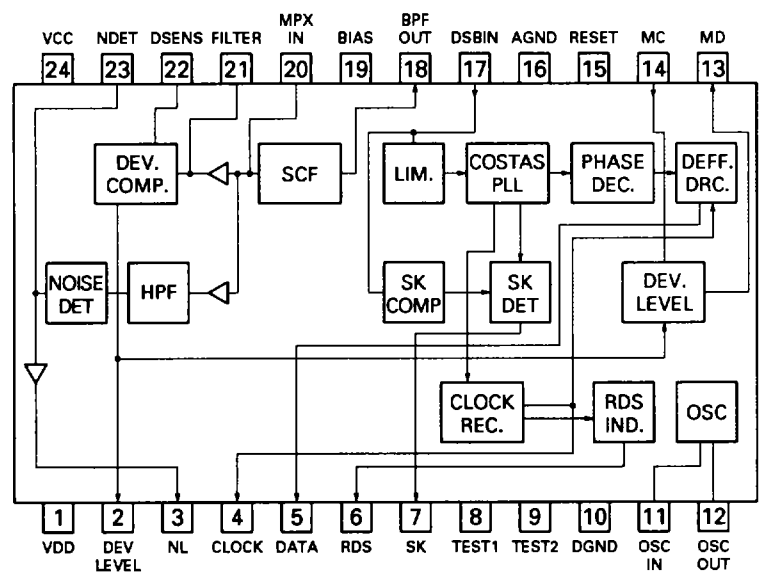 VCC NDET DSENS FILTER MPX IN BIAS BPF OUT DSBIN AGND RESET MC MD
24 23 22 21 20 19 18 17 16 15 14 13
DEV. COMP.
SCF
LIM.
COSTAS PLL
PHASE DEC.
DEFF. DRC.
NOISE DET
HPF
SK COMP
SK DET
DEV. LEVEL
CLOCK REC.
RDS IND.
OSC
1 2 3 4 5 6 7 8 9 10 11 12
VDD DEV LEVEL NL CLOCK DATA RDS SK TEST1 TEST2 DGND OSC IN OSC OUT